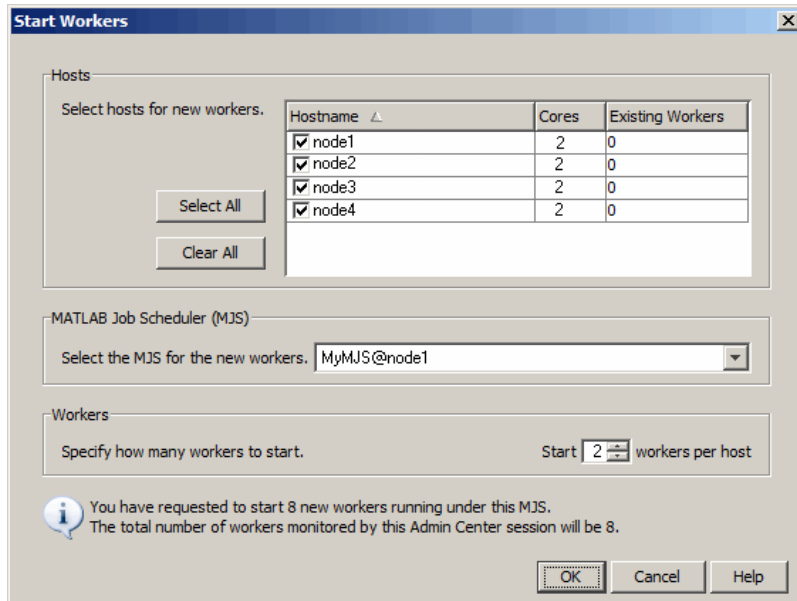 Start Workers
Hosts
Select hosts for new workers.
Hostname Cores Existing Workers
node1 2 0
node2 2 0
node3 2 0
node4 2 0
Select All
Clear All
MATLAB Job Scheduler (MJS)
Select the MJS for the new workers. MyMJS@node1
Workers
Specify how many workers to start. Start 2 workers per host
You have requested to start 8 new workers running under this MJS.
The total number of workers monitored by this Admin Center session will be 8.
OK Cancel Help